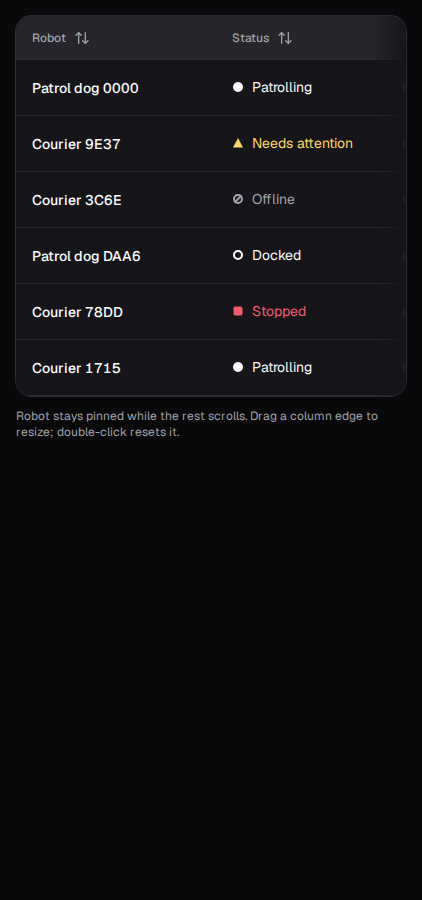 Robot Status
Patrol dog 0000 Patrolling
Courier 9E37 Needs attention
Courier 3C6E Offline
Patrol dog DAA6 Docked
Courier 78DD Stopped
Courier 1715 Patrolling
Robot stays pinned while the rest scrolls. Drag a column edge to
resize; double-click resets it.